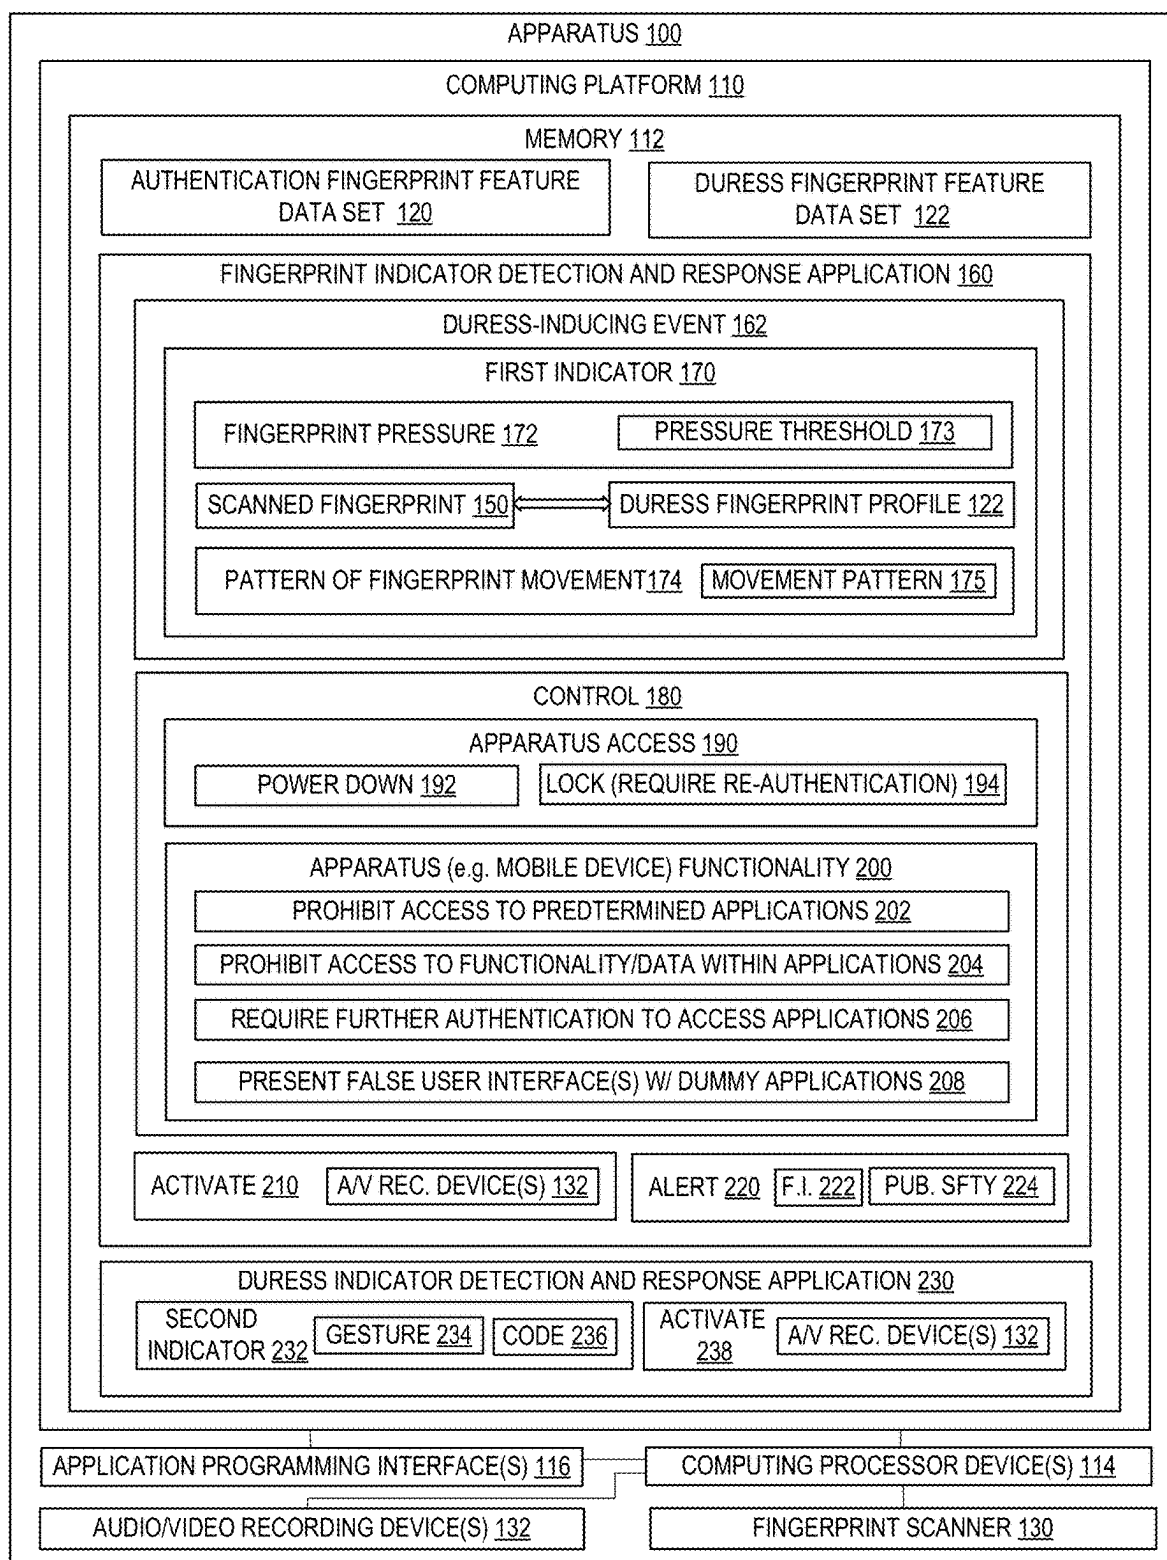 APPARATUS 100
COMPUTING PLATFORM 110
MEMORY 112
AUTHENTICATION FINGERPRINT FEATURE
DATA SET 120
DURESS FINGERPRINT FEATURE
DATA SET 122
FINGERPRINT INDICATOR DETECTION AND RESPONSE APPLICATION 160
DURESS-INDUCING EVENT 162
FIRST INDICATOR 170
FINGERPRINT PRESSURE 172
PRESSURE THRESHOLD 173
SCANNED FINGERPRINT 150
DURESS FINGERPRINT PROFILE 122
PATTERN OF FINGERPRINT MOVEMENT174
MOVEMENT PATTERN 175
CONTROL 180
APPARATUS ACCESS 190
POWER DOWN 192
LOCK (REQUIRE RE-AUTHENTICATION) 194
APPARATUS (e.g. MOBILE DEVICE) FUNCTIONALITY 200
PROHIBIT ACCESS TO PREDTERMINED APPLICATIONS 202
PROHIBIT ACCESS TO FUNCTIONALITY/DATA WITHIN APPLICATIONS 204
REQUIRE FURTHER AUTHENTICATION TO ACCESS APPLICATIONS 206
PRESENT FALSE USER INTERFACE(S) W/ DUMMY APPLICATIONS 208
ACTIVATE 210
A/V REC. DEVICE(S) 132
ALERT 220
F.I. 222
PUB. SFTY 224
DURESS INDICATOR DETECTION AND RESPONSE APPLICATION 230
SECOND
INDICATOR 232
GESTURE 234
CODE 236
ACTIVATE
238
A/V REC. DEVICE(S) 132
APPLICATION PROGRAMMING INTERFACE(S) 116
COMPUTING PROCESSOR DEVICE(S) 114
AUDIO/VIDEO RECORDING DEVICE(S) 132
FINGERPRINT SCANNER 130